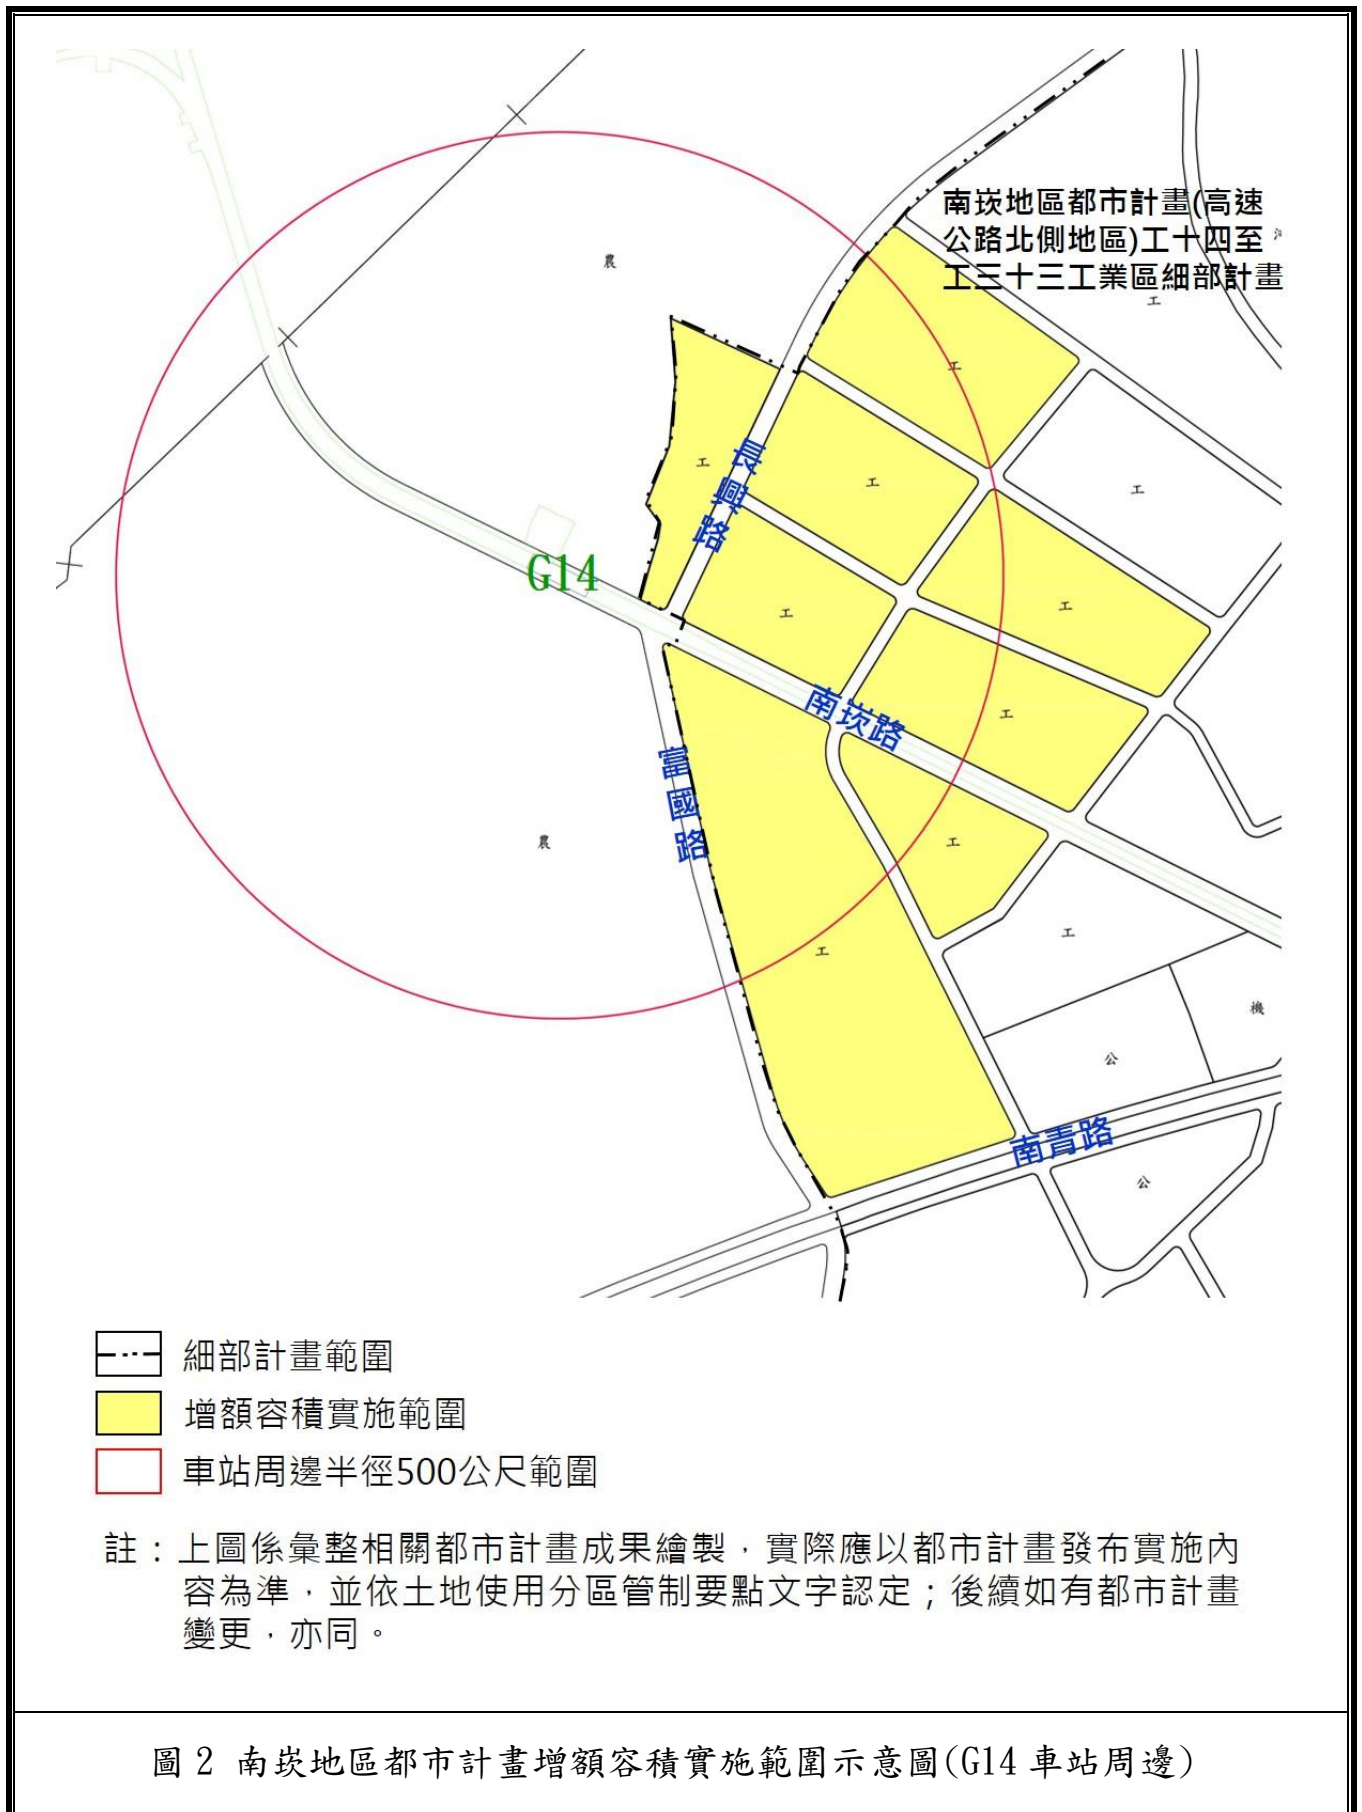 南崁地區都市計畫(高速
公路北側地區)工十四至
工三十三工業區細部計畫
農
工
工
工
長興路
工
工
G14
工
工
工
南崁路
富國路
農
工
工
工
機
公
南青路
公
細部計畫範圍
增額容積實施範圍
車站周邊半徑500公尺範圍
註：上圖係彙整相關都市計畫成果繪製，實際應以都市計畫發布實施內
容為準，並依土地使用分區管制要點文字認定；後續如有都市計畫
變更，亦同。
圖 2 南崁地區都市計畫增額容積實施範圍示意圖(G14 車站周邊)